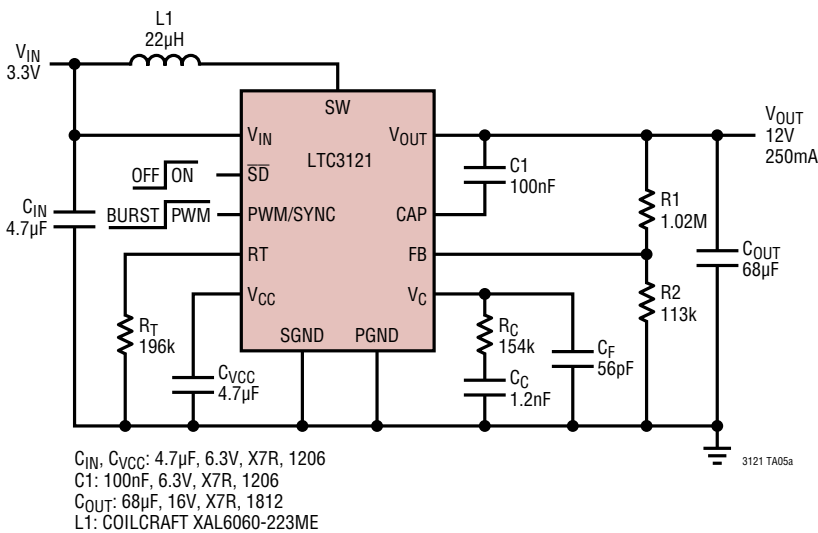 L1
22µH
VIN
3.3V
SW
VIN
VOUT
VOUT
12V
250mA
LTC3121
OFF ON
SD
C1
100nF
CIN
4.7µF
BURST PWM
PWM/SYNC
CAP
R1
1.02M
RT
FB
COUT
68µF
VCC
VC
R2
113k
RT
196k
SGND
PGND
RC
154k
CF
56pF
CVCC
4.7µF
CC
1.2nF
3121 TA05a
CIN, CVCC: 4.7µF, 6.3V, X7R, 1206
C1: 100nF, 6.3V, X7R, 1206
COUT: 68µF, 16V, X7R, 1812
L1: COILCRAFT XAL6060-223ME